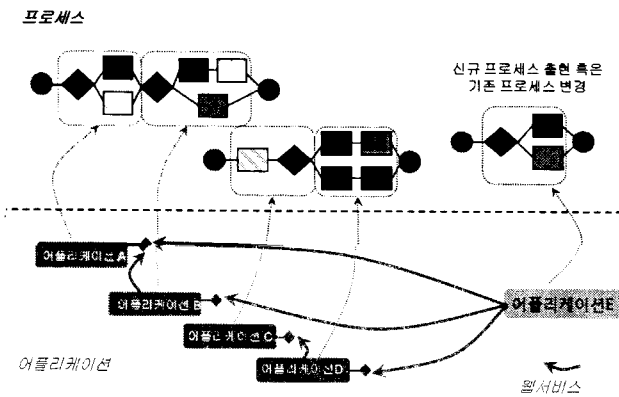 프로세스
신규 프로세스 출현 혹은
기존 프로세스 변경
어플리케이션 A
어플리케이션 B
어플리케이션E
어플리케이션 C
어플리케이션D
어플리케이션
웹서비스